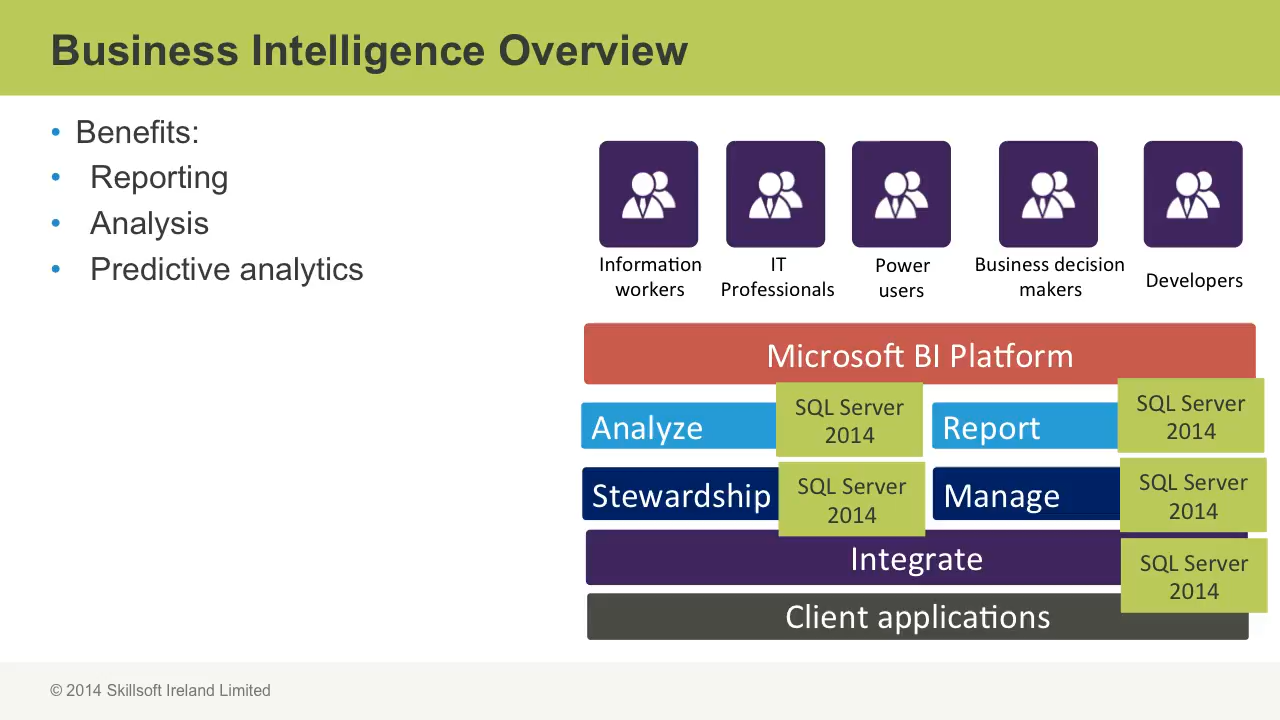 Business Intelligence Overview
• Benefits:
• Reporting
• Analysis
• Predictive analytics
Information
workers
IT
Professionals
Power
users
Business decision
makers
Developers
Microsoft BI Platform
Analyze
SQL Server
2014
Report
SQL Server
2014
Stewardship
SQL Server
2014
Manage
SQL Server
2014
Integrate
SQL Server
2014
Client applications
© 2014 Skillsoft Ireland Limited